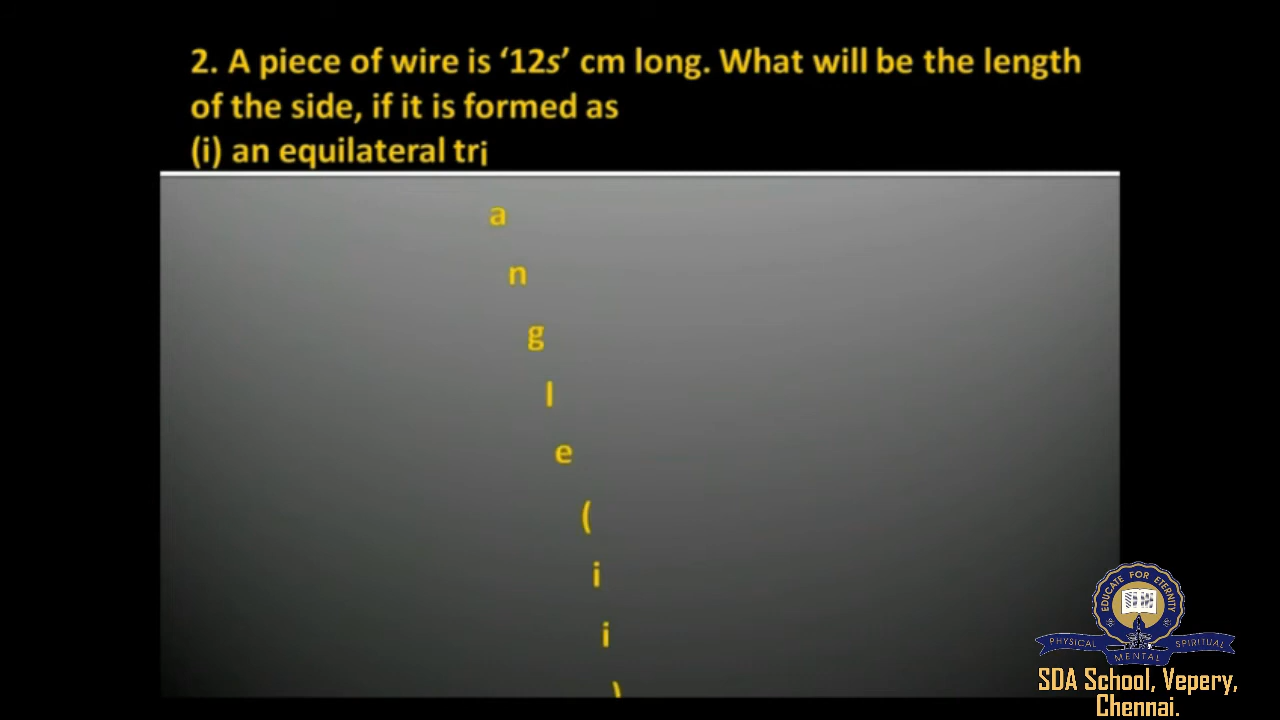 2. A piece of wire is ‘12s’ cm long. What will be the length
of the side, if it is formed as
(i) an equilateral tri
a
n
g
l
e
(
i
i
)
EDUCATE FOR ETERNITY
PHYSICAL MENTAL SPIRITUAL
SDA School, Vepery,
Chennai.